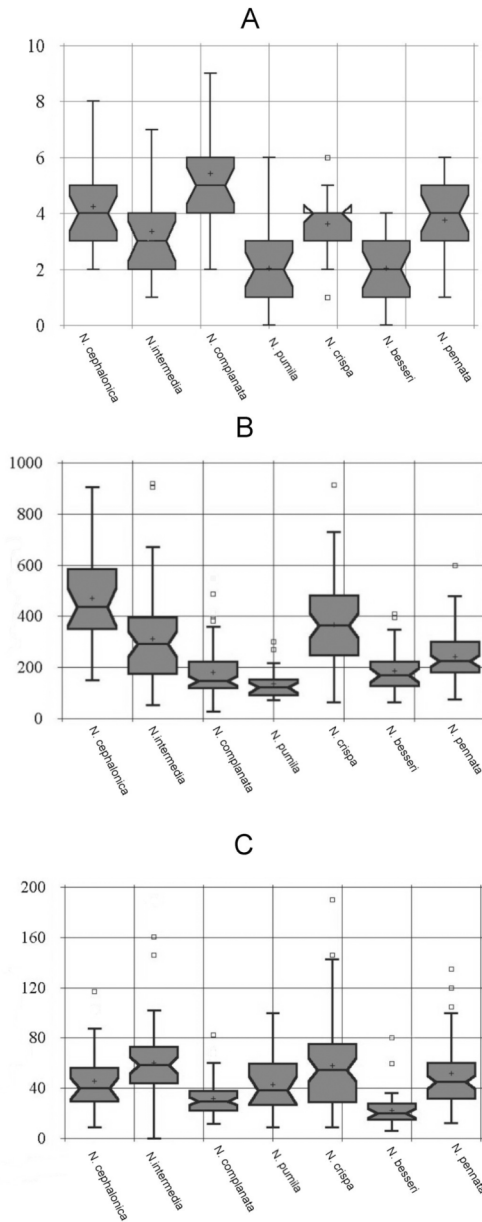 A
10
8
6
4
2
0
N. cephalonica
N.intermedia
N. complanata
N. pumila
N. crispa
N. besseri
N. pennata
B
1000
800
600
400
200
0
N. cephalonica
N.intermedia
N. complanata
N. pumila
N. crispa
N. besseri
N. pennata
C
200
160
120
80
40
0
N. cephalonica
N.intermedia
N. complanata
N. pumila
N. crispa
N. besseri
N. pennata